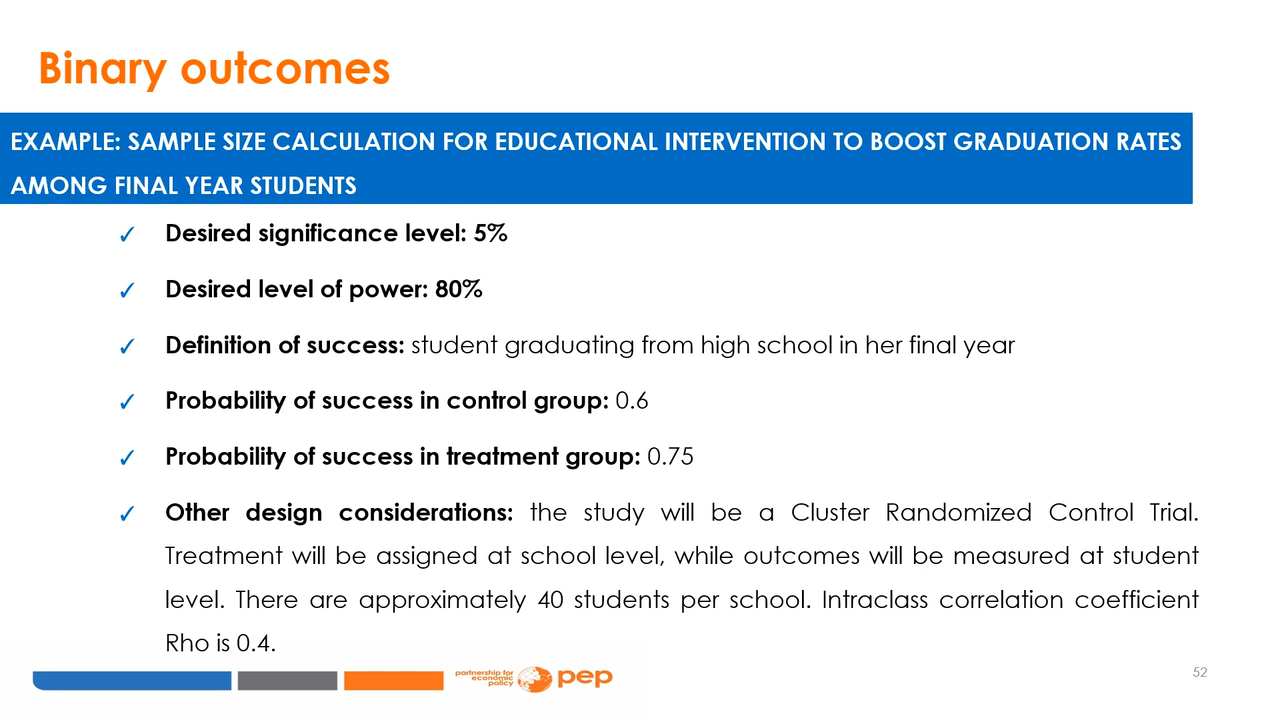 Binary outcomes
EXAMPLE: SAMPLE SIZE CALCULATION FOR EDUCATIONAL INTERVENTION TO BOOST GRADUATION RATES
AMONG FINAL YEAR STUDENTS
✓ Desired significance level: 5%
✓ Desired level of power: 80%
✓ Definition of success: student graduating from high school in her final year
✓ Probability of success in control group: 0.6
✓ Probability of success in treatment group: 0.75
✓ Other design considerations: the study will be a Cluster Randomized Control Trial.
Treatment will be assigned at school level, while outcomes will be measured at student
level. There are approximately 40 students per school. Intraclass correlation coefficient
Rho is 0.4.
partnership for
economic
policy
pep
52